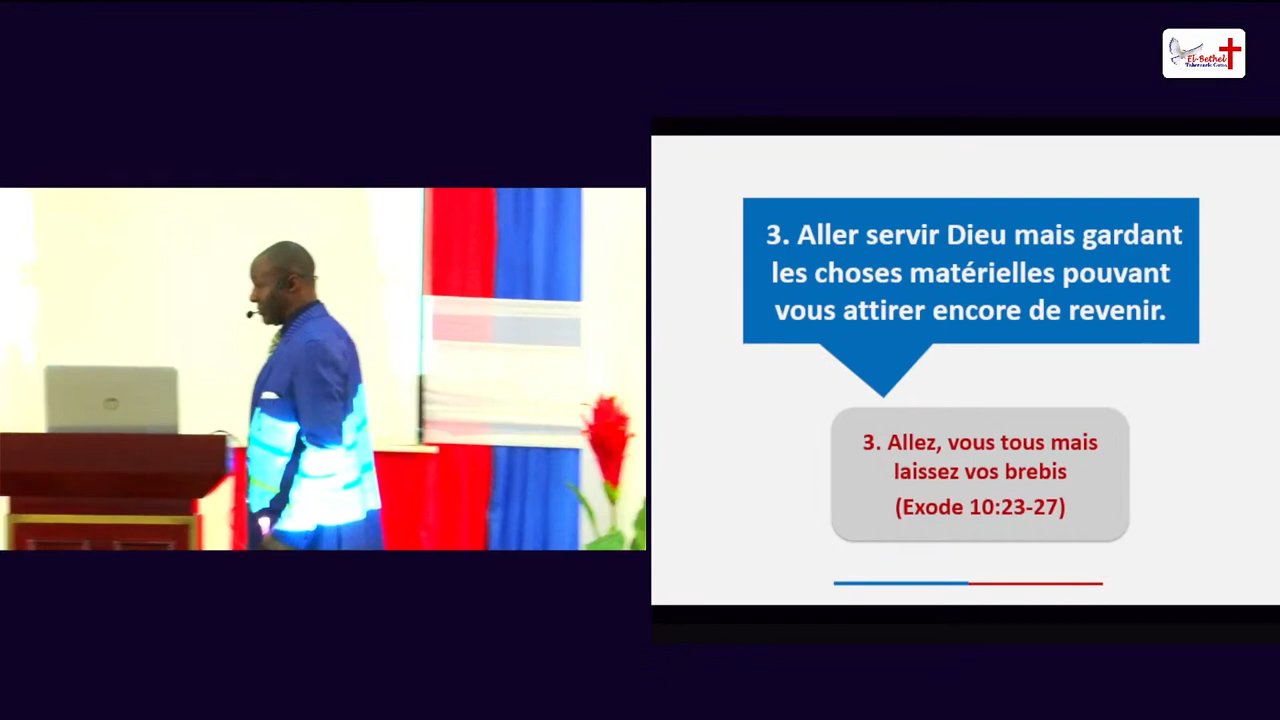 El-Bethel
3. Aller servir Dieu mais gardant
les choses matérielles pouvant
vous attirer encore de revenir.
3. Allez, vous tous mais
laissez vos brebis
(Exode 10:23-27)